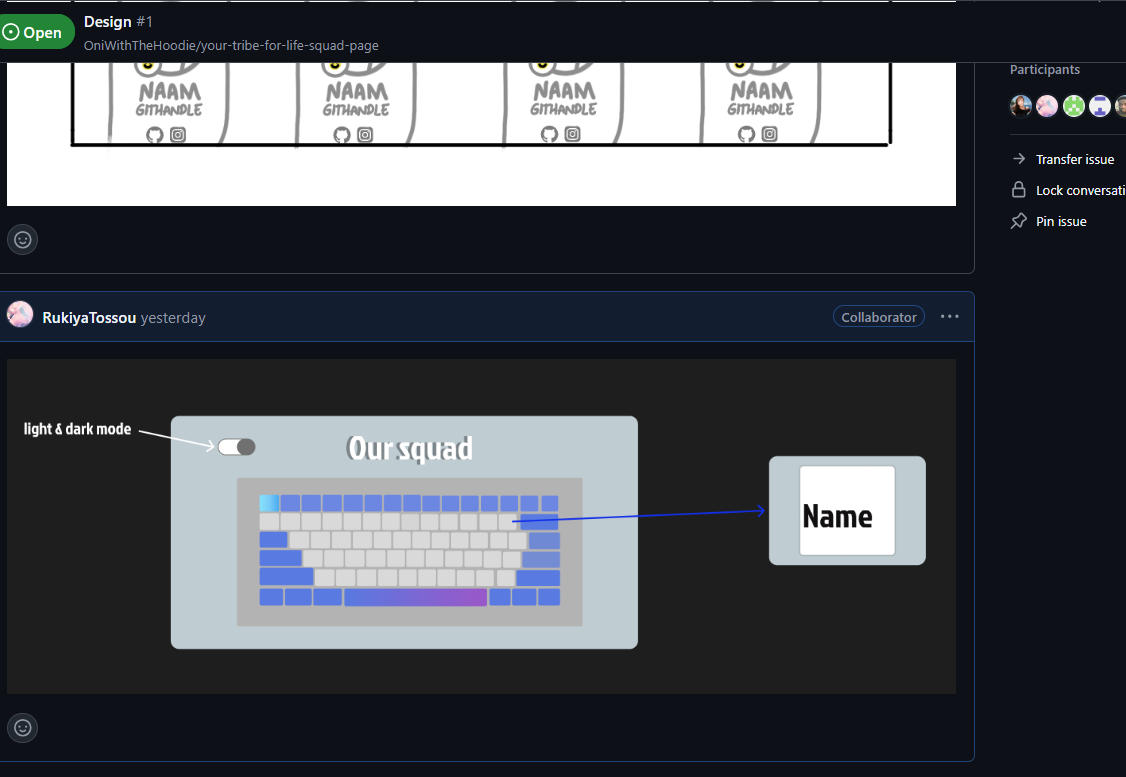 Open
Design #1
OniWithTheHoodie/your-tribe-for-life-squad-page
NAAM
GITHANDLE
NAAM
GITHANDLE
NAAM
GITHANDLE
NAAM
GITHANDLE
Participants
Transfer issue
Lock conversati
Pin issue
RukiyaTossou yesterday
Collaborator
light & dark mode
Our squad
Name